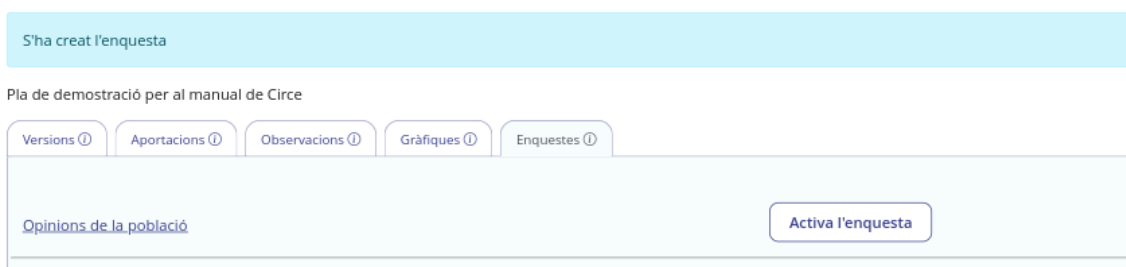 S'ha creat l'enquesta
Pla de demostració per al manual de Circe
Versions Aportacions Observacions Gràfiques Enquestes
Opinions de la població Activa l'enquesta